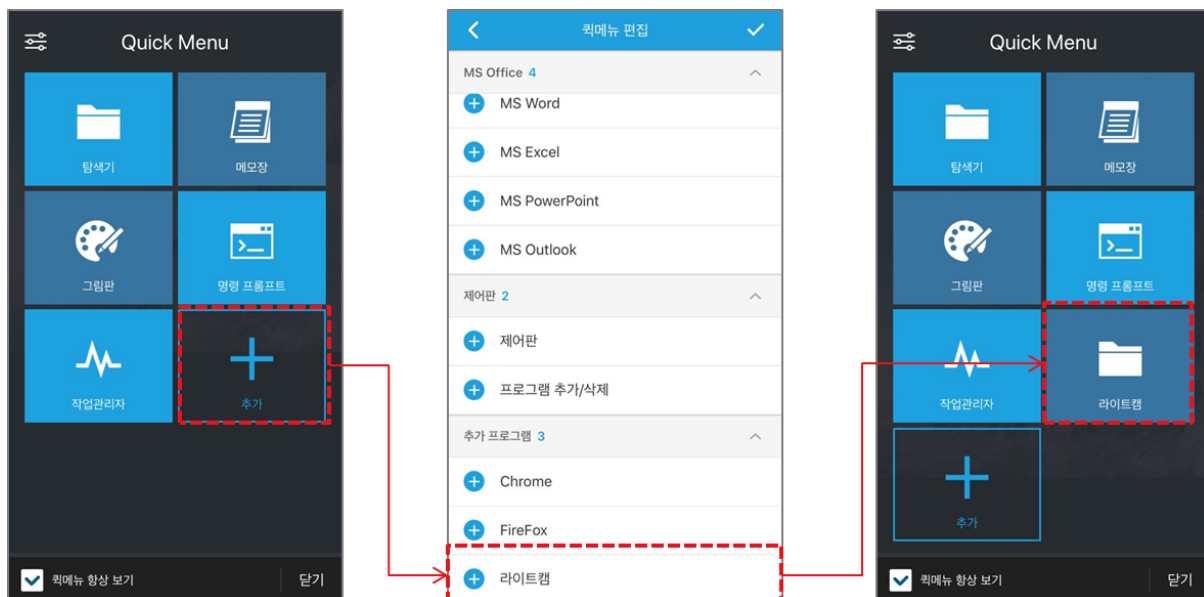 Quick Menu
탐색기
메모장
그림판
명령 프롬프트
작업관리자
추가
퀵메뉴 항상 보기
닫기
퀵메뉴 편집
MS Office 4
MS Word
MS Excel
MS PowerPoint
MS Outlook
제어판 2
제어판
프로그램 추가/삭제
추가 프로그램 3
Chrome
FireFox
라이트캠
Quick Menu
탐색기
메모장
그림판
명령 프롬프트
작업관리자
라이트캠
추가
퀵메뉴 항상 보기
닫기